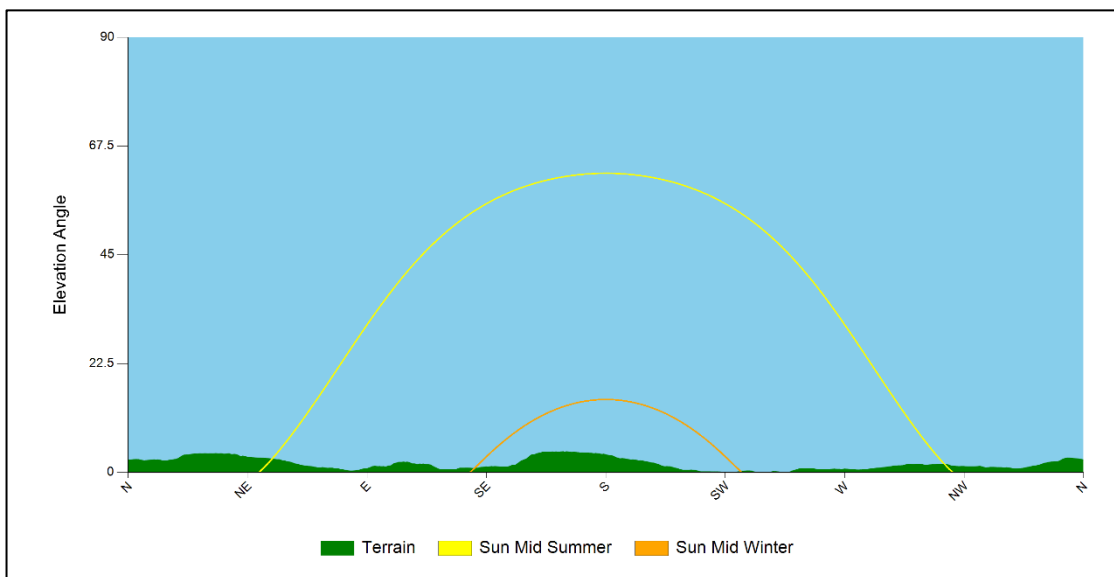 90
67.5
45
22.5
0
Elevation Angle
N
NE
E
SE
S
SW
W
NW
N
Terrain
Sun Mid Summer
Sun Mid Winter